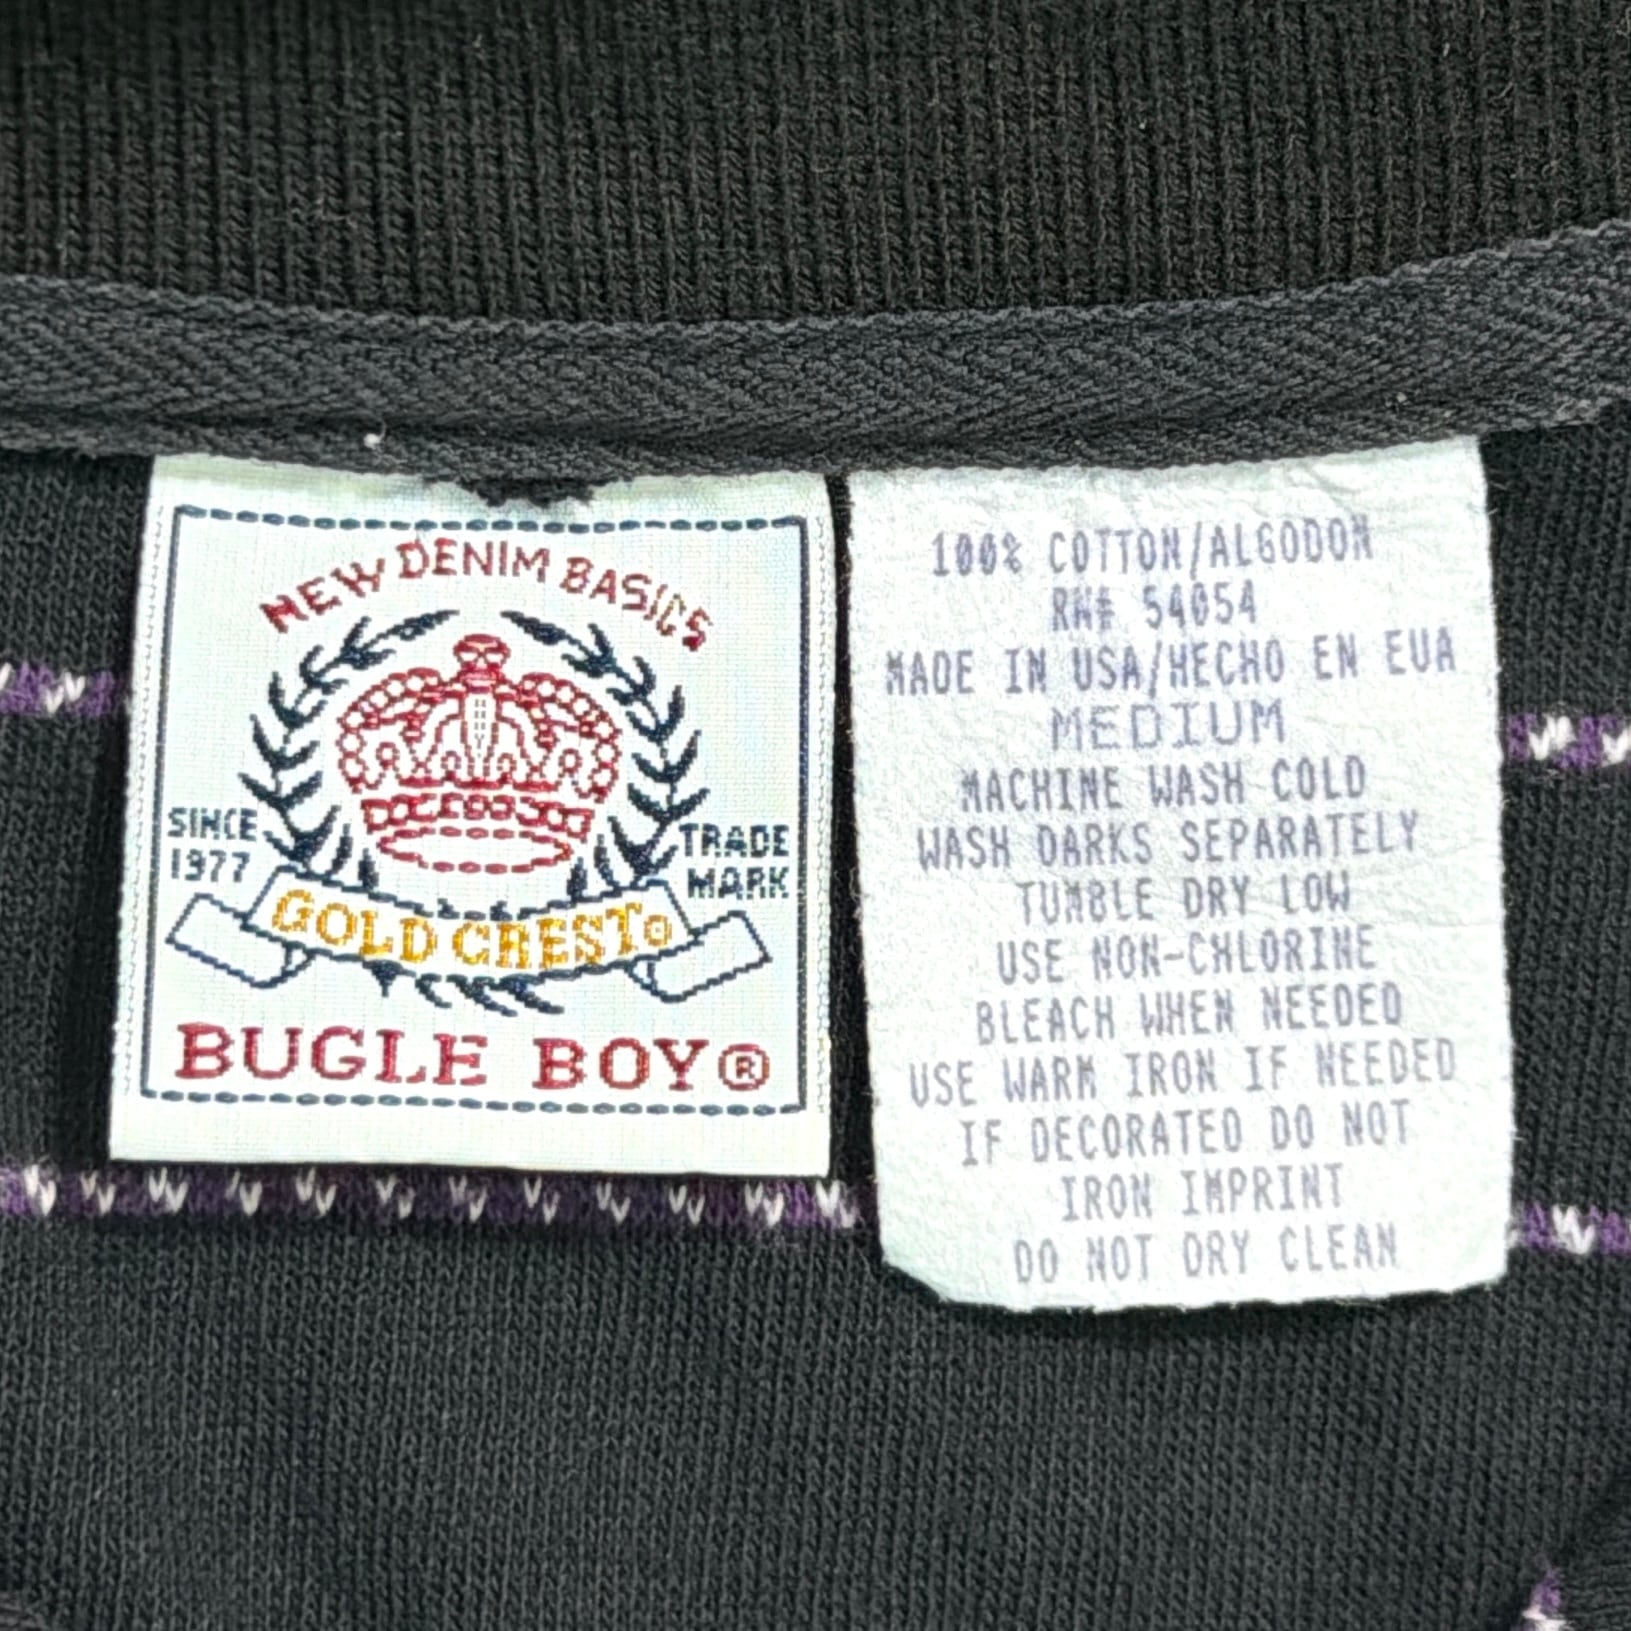 NEW DENIM BASICS
SINCE
1977
TRADE
MARK
GOLD CREST©
BUGLE BOY®
100% COTTON/ALGODON
RN# 54054
MADE IN USA/HECHO EN EUA
MEDIUM
MACHINE WASH COLD
WASH DARKS SEPARATELY
TUMBLE DRY LOW
USE NON-CHLORINE
BLEACH WHEN NEEDED
USE WARM IRON IF NEEDED
IF DECORATED DO NOT
IRON IMPRINT
DO NOT DRY CLEAN